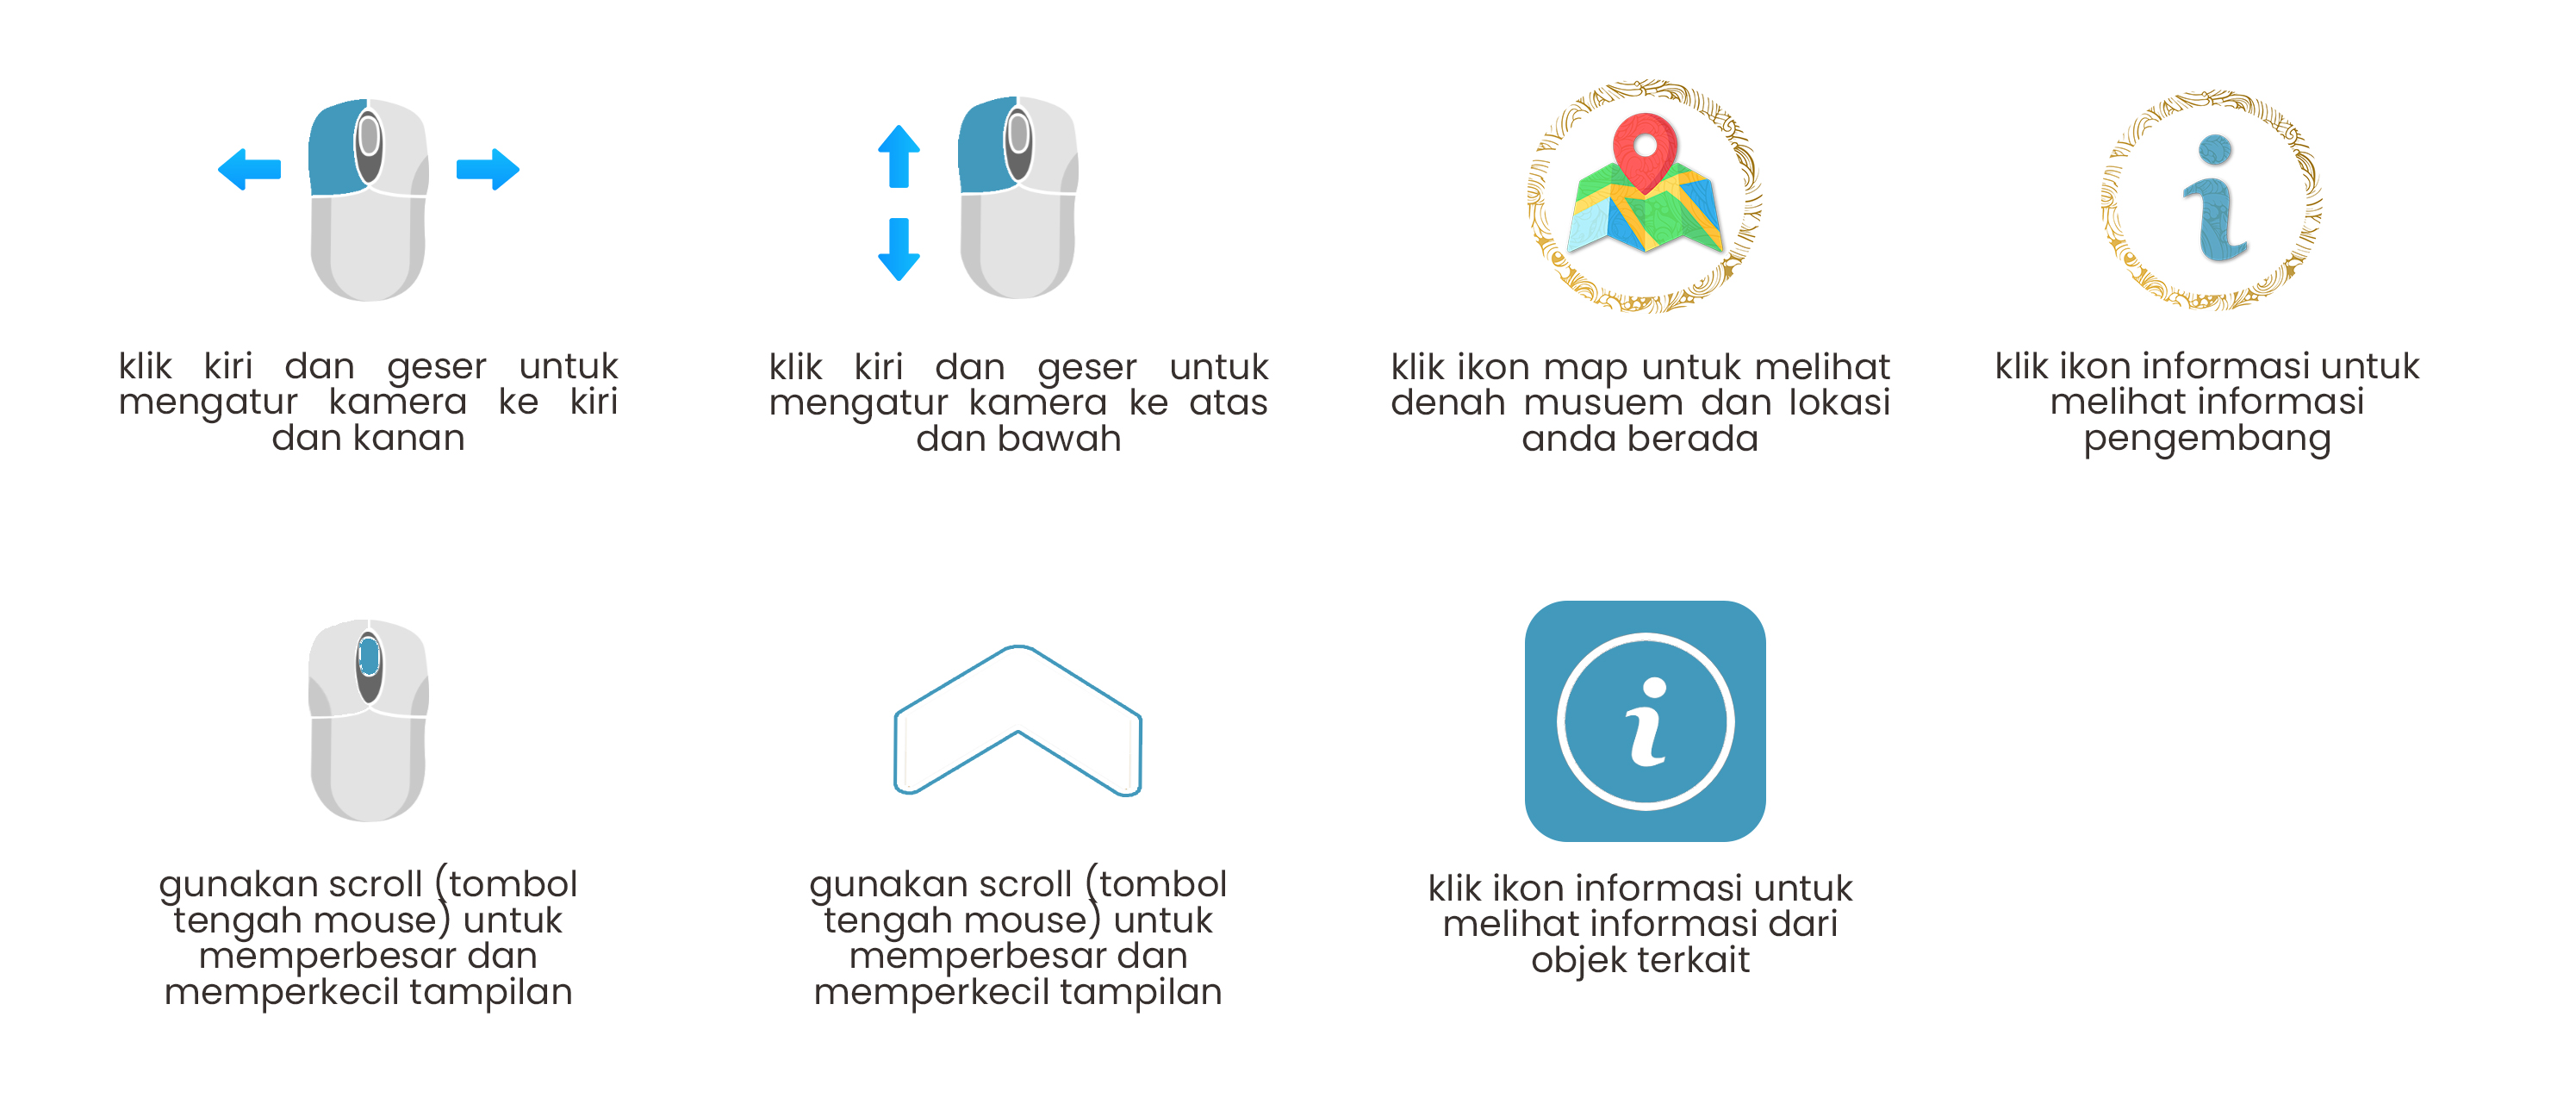 klik kiri dan geser untuk
mengatur kamera ke kiri
dan kanan
klik kiri dan geser untuk
mengatur kamera ke atas
dan bawah
klik ikon map untuk melihat
denah musuem dan lokasi
anda berada
klik ikon informasi untuk
melihat informasi
pengembang
gunakan scroll (tombol
tengah mouse) untuk
memperbesar dan
memperkecil tampilan
gunakan scroll (tombol
tengah mouse) untuk
memperbesar dan
memperkecil tampilan
klik ikon informasi untuk
melihat informasi dari
objek terkait